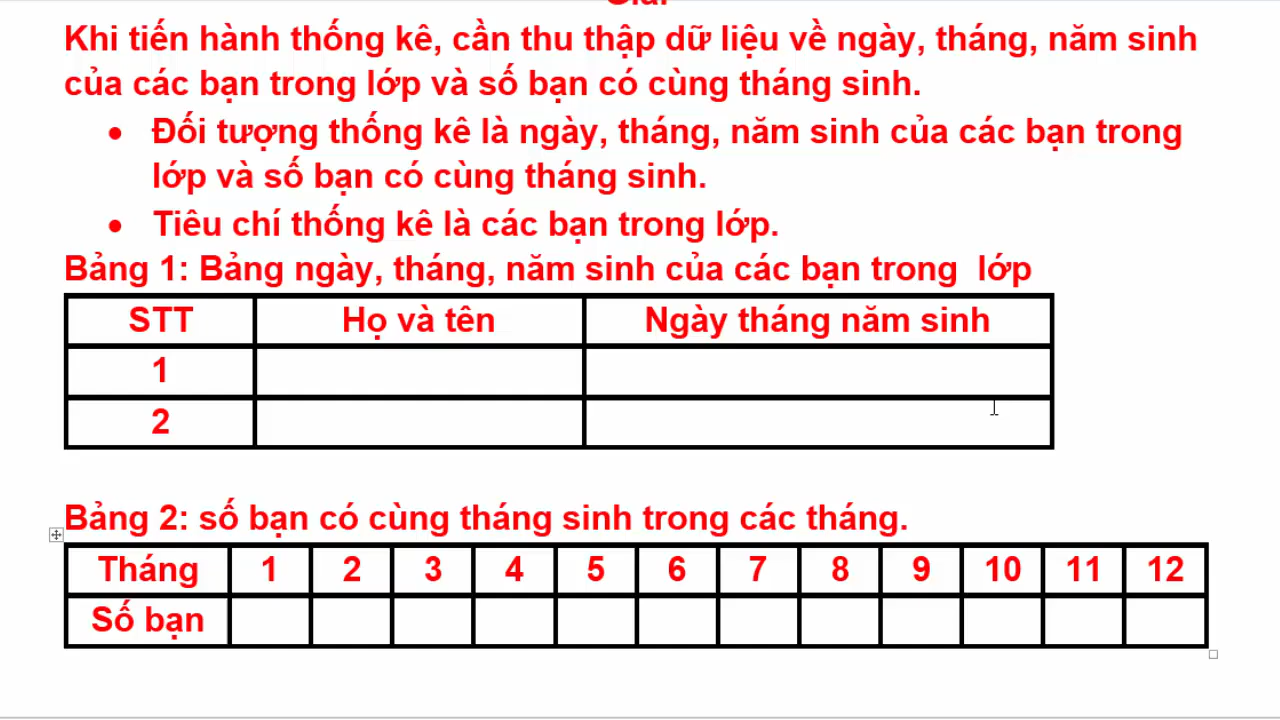 Khi tiến hành thống kê, cần thu thập dữ liệu về ngày, tháng, năm sinh
của các bạn trong lớp và số bạn có cùng tháng sinh.
• Đối tượng thống kê là ngày, tháng, năm sinh của các bạn trong
lớp và số bạn có cùng tháng sinh.
• Tiêu chí thống kê là các bạn trong lớp.
Bảng 1: Bảng ngày, tháng, năm sinh của các bạn trong lớp
STT Họ và tên Ngày tháng năm sinh
1
2
Bảng 2: số bạn có cùng tháng sinh trong các tháng.
Tháng 1 2 3 4 5 6 7 8 9 10 11 12
Số bạn